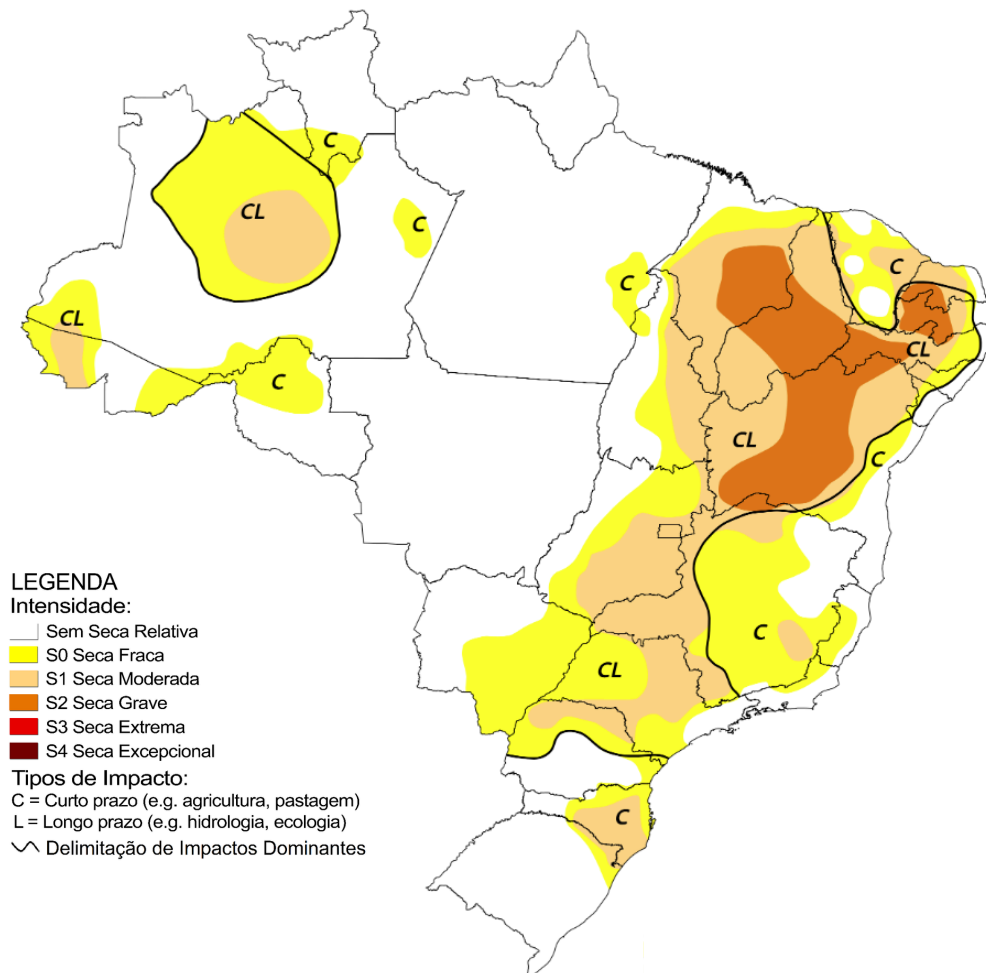 C
CL
C
C
C
CL
CL
C
CL
C
C
CL
C
LEGENDA
Intensidade:
Sem Seca Relativa
S0 Seca Fraca
S1 Seca Moderada
S2 Seca Grave
S3 Seca Extrema
S4 Seca Excepcional
Tipos de Impacto:
C = Curto prazo (e.g. agricultura, pastagem)
L = Longo prazo (e.g. hidrologia, ecologia)
Delimitação de Impactos Dominantes
C